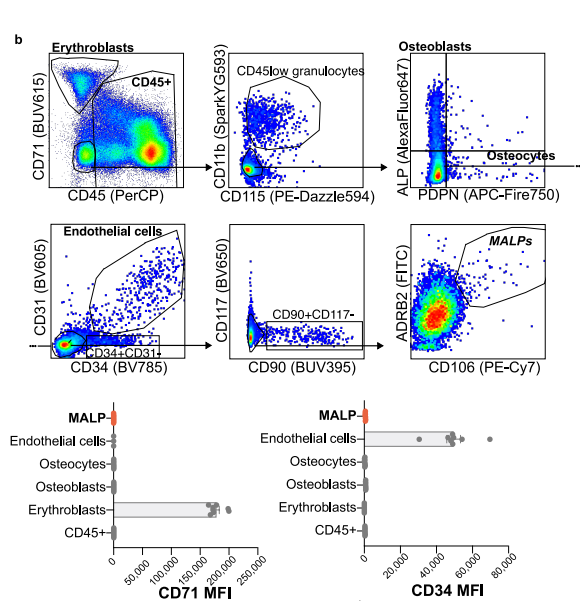 b
Erythroblasts
CD45+
CD71 (BUV615)
CD45 (PerCP)
CD45low granulocytes
CD11b (SparkYG593)
CD115 (PE-Dazzle594)
Osteoblasts
Osteocytes
ALP (AlexaFluor647)
PDPN (APC-Fire750)
Endothelial cells
CD34+CD31-
CD31 (BV605)
CD34 (BV785)
CD90+CD117-
CD117 (BV650)
CD90 (BUV395)
MALPs
ADRB2 (FITC)
CD106 (PE-Cy7)
MALP
Endothelial cells
Osteocytes
Osteoblasts
Erythroblasts
CD45+
0 50,000 100,000 150,000 200,000 250,000
CD71 MFI
MALP
Endothelial cells
Osteocytes
Osteoblasts
Erythroblasts
CD45+
0 20,000 40,000 60,000 80,000
CD34 MFI